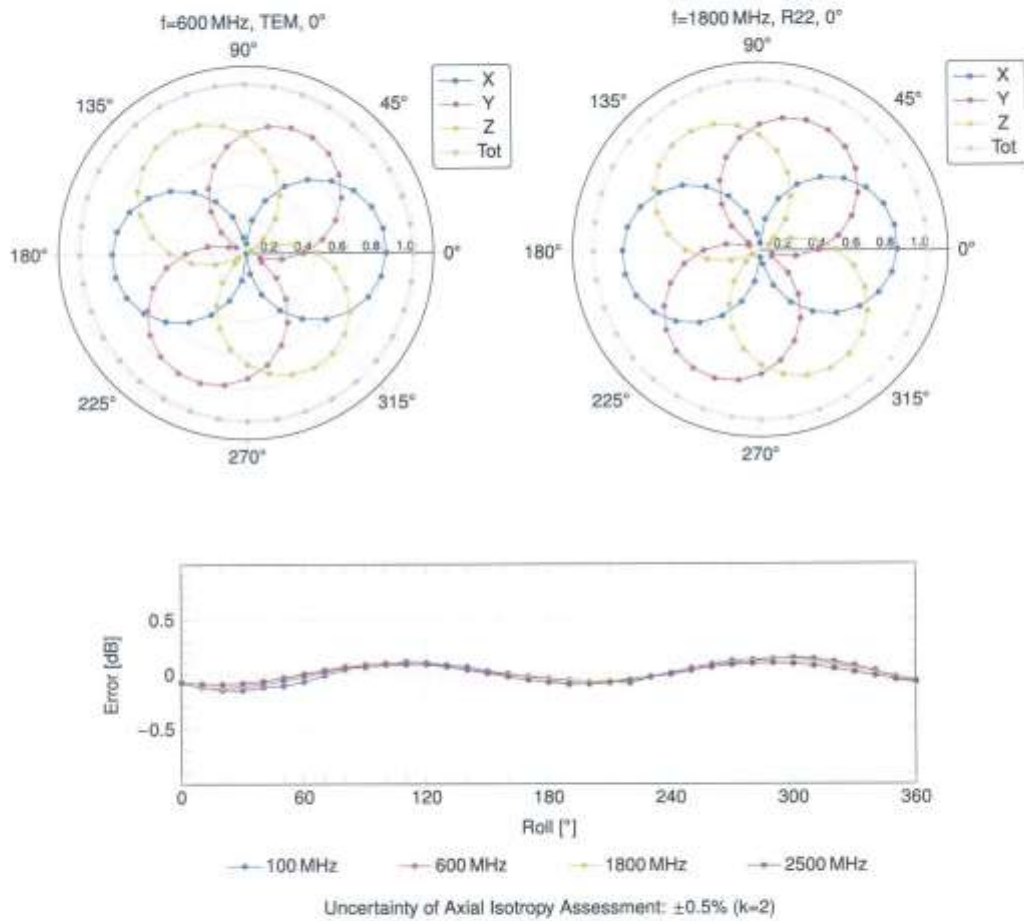 f=600 MHz, TEM, 0°
90°
135°
45°
180°
0.2 0.4 0.6 0.8 1.0
0°
225°
315°
270°
X
Y
Z
Tot
f=1800 MHz, R22, 0°
90°
135°
45°
180°
0.2 0.4 0.6 0.8 1.0
0°
225°
315°
270°
X
Y
Z
Tot
Error [dB]
0.5
0
−0.5
0 60 120 180 240 300 360
Roll [°]
100 MHz 600 MHz 1800 MHz 2500 MHz
Uncertainty of Axial Isotropy Assessment: ±0.5% (k=2)